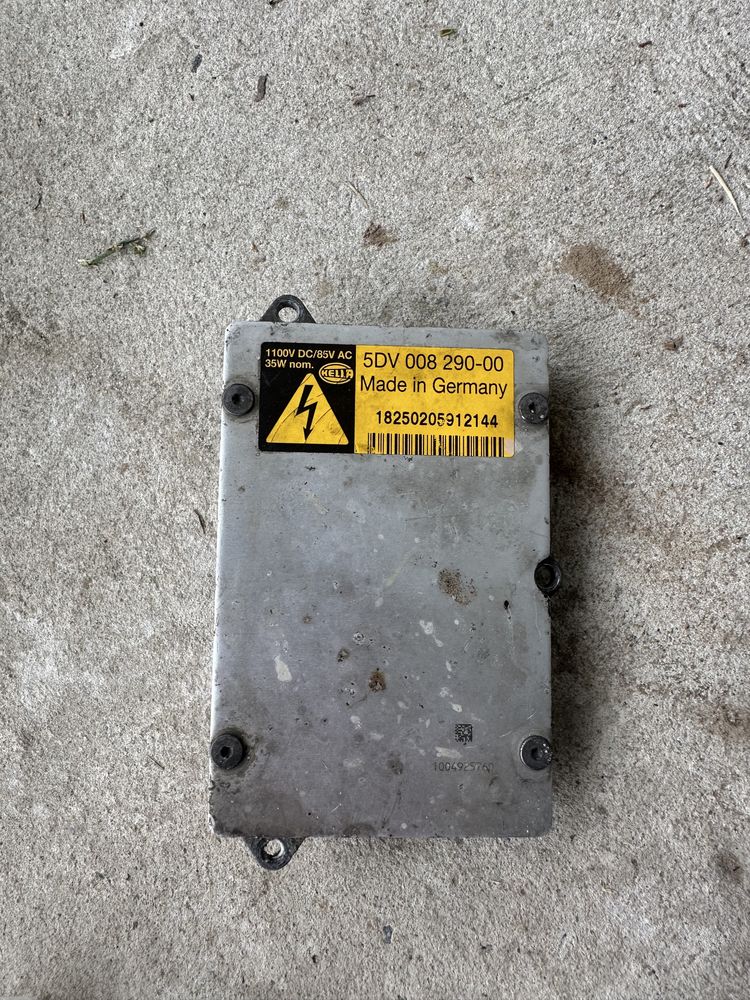 1100V DC/85V AC
35W nom.
HELLA
5DV 008 290-00
Made in Germany
18250205912144
1004925760